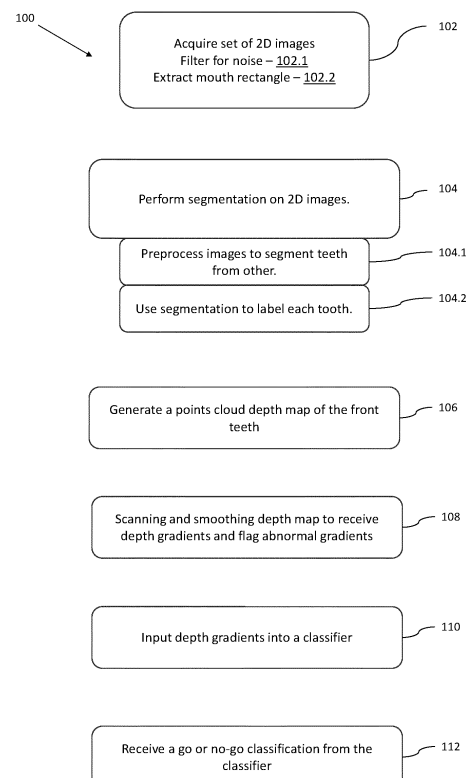 100
102
Acquire set of 2D images
Filter for noise – 102.1
Extract mouth rectangle – 102.2
104
Perform segmentation on 2D images.
104.1
Preprocess images to segment teeth
from other.
104.2
Use segmentation to label each tooth.
106
Generate a points cloud depth map of the front
teeth
108
Scanning and smoothing depth map to receive
depth gradients and flag abnormal gradients
110
Input depth gradients into a classifier
112
Receive a go or no-go classification from the
classifier